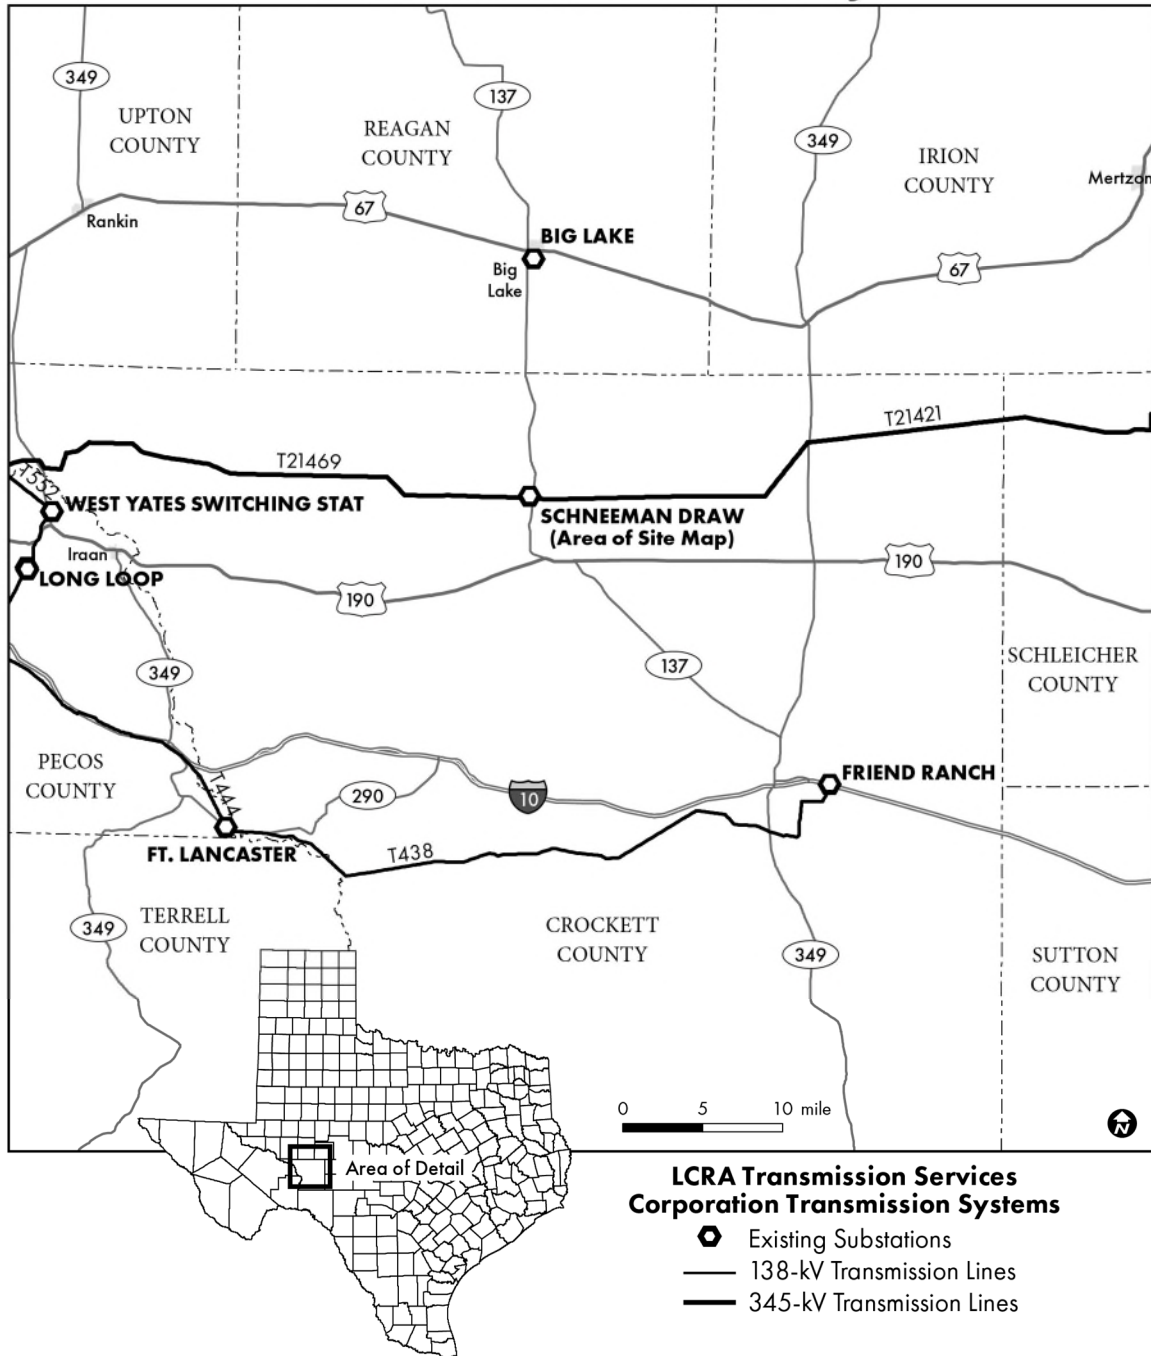 349
UPTON
COUNTY
REAGAN
COUNTY
137
349
IRION
COUNTY
Mertzon
67
Rankin
BIG LAKE
Big
Lake
67
T21421
T21469
T552
WEST YATES SWITCHING STAT
SCHNEEMAN DRAW
(Area of Site Map)
Iraan
LONG LOOP
190
190
349
137
SCHLEICHER
COUNTY
PECOS
COUNTY
T444
290
10
FRIEND RANCH
FT. LANCASTER
T438
349
TERRELL
COUNTY
CROCKETT
COUNTY
349
SUTTON
COUNTY
0 5 10 mile
N
Area of Detail
LCRA Transmission Services
Corporation Transmission Systems
Existing Substations
138-kV Transmission Lines
345-kV Transmission Lines